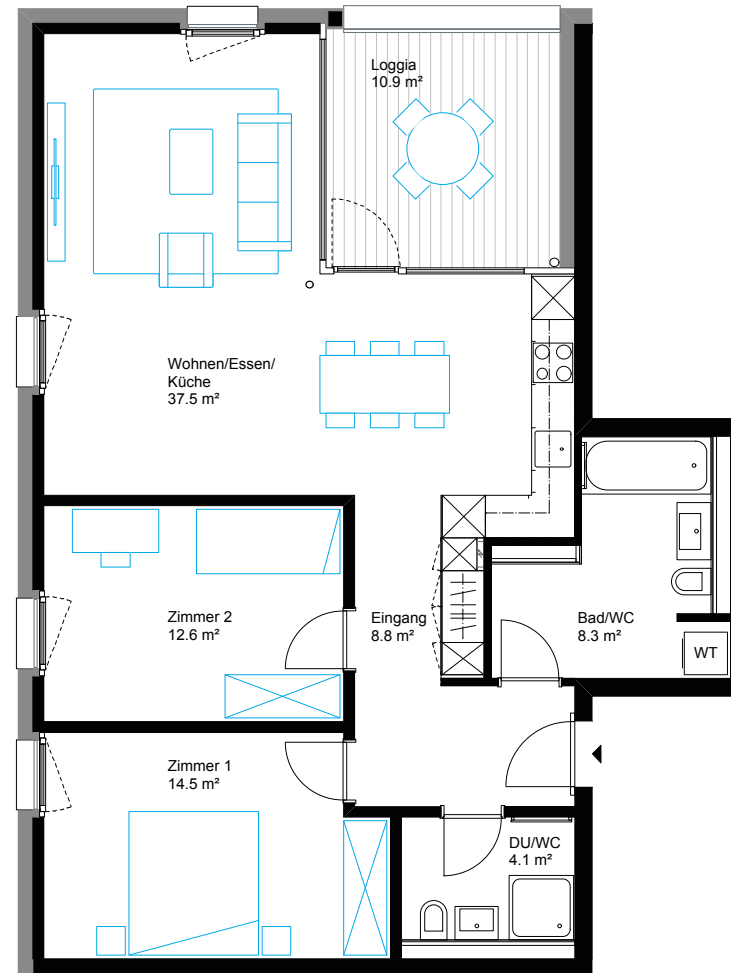 Loggia
10.9 m²
Wohnen/Essen/
Küche
37.5 m²
Zimmer 2
12.6 m²
Eingang
8.8 m²
Bad/WC
8.3 m²
WT
Zimmer 1
14.5 m²
DU/WC
4.1 m²